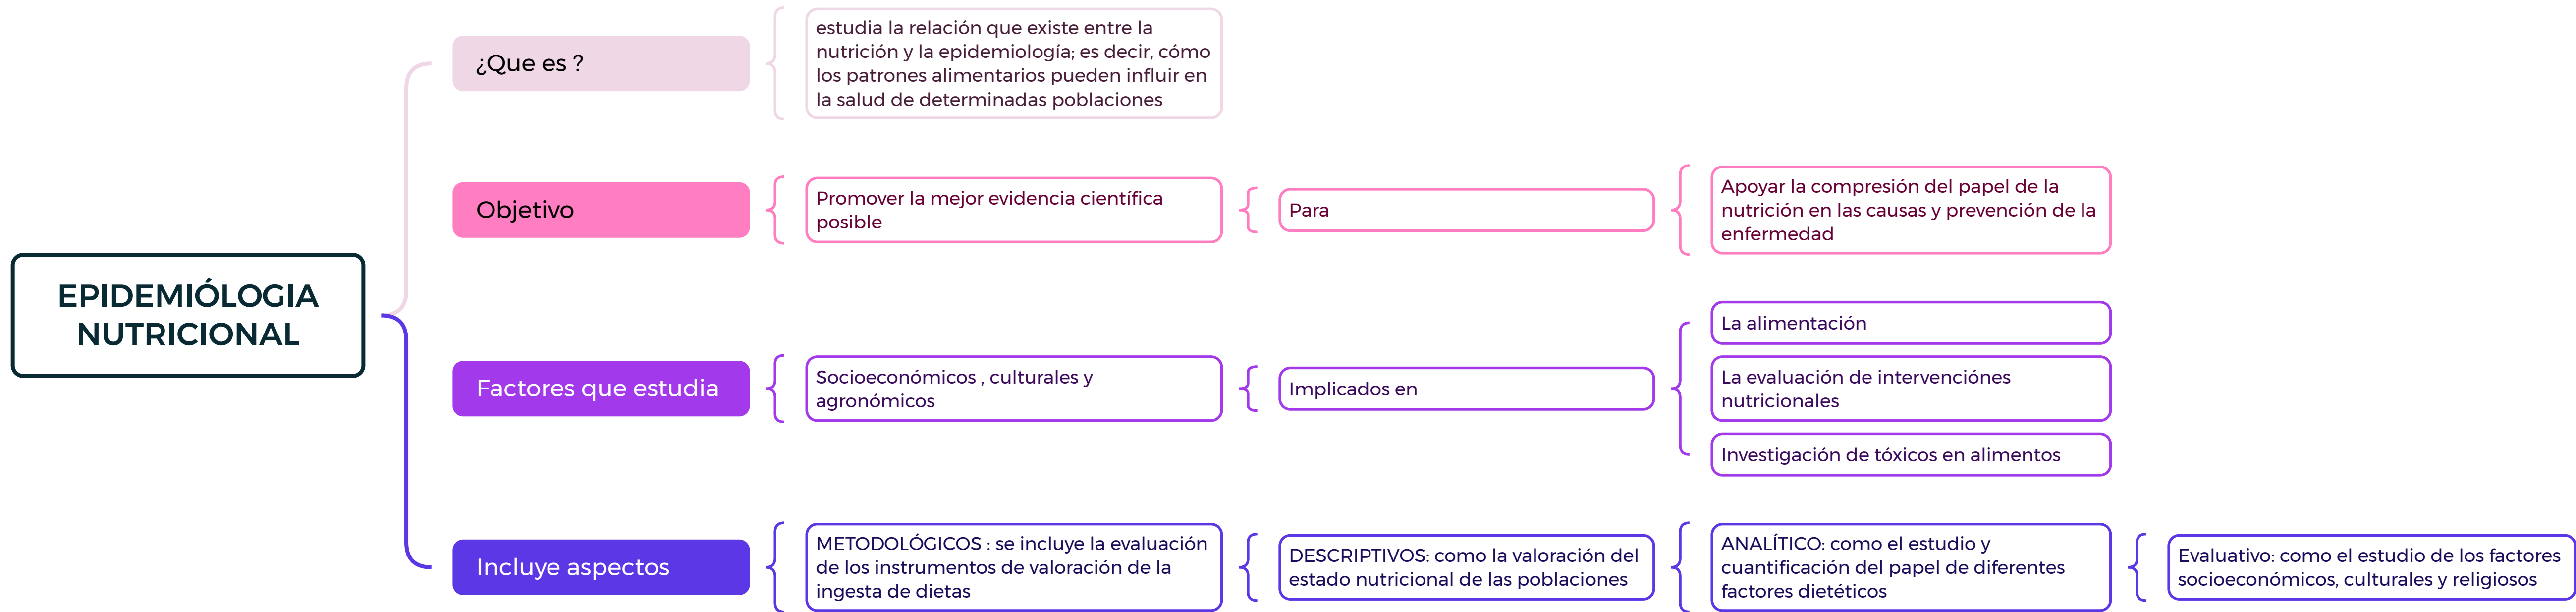 EPIDEMIÓLOGIA
NUTRICIONAL
¿Que es ?
estudia la relación que existe entre la
nutrición y la epidemiología; es decir, cómo
los patrones alimentarios pueden influir en
la salud de determinadas poblaciones
Objetivo
Promover la mejor evidencia científica
posible
Para
Apoyar la compresión del papel de la
nutrición en las causas y prevención de la
enfermedad
Factores que estudia
Socioeconómicos , culturales y
agronómicos
Implicados en
La alimentación
La evaluación de intervenciónes
nutricionales
Investigación de tóxicos en alimentos
Incluye aspectos
METODOLÓGICOS : se incluye la evaluación
de los instrumentos de valoración de la
ingesta de dietas
DESCRIPTIVOS: como la valoración del
estado nutricional de las poblaciones
ANALÍTICO: como el estudio y
cuantificación del papel de diferentes
factores dietéticos
Evaluativo: como el estudio de los factores
socioeconómicos, culturales y religiosos